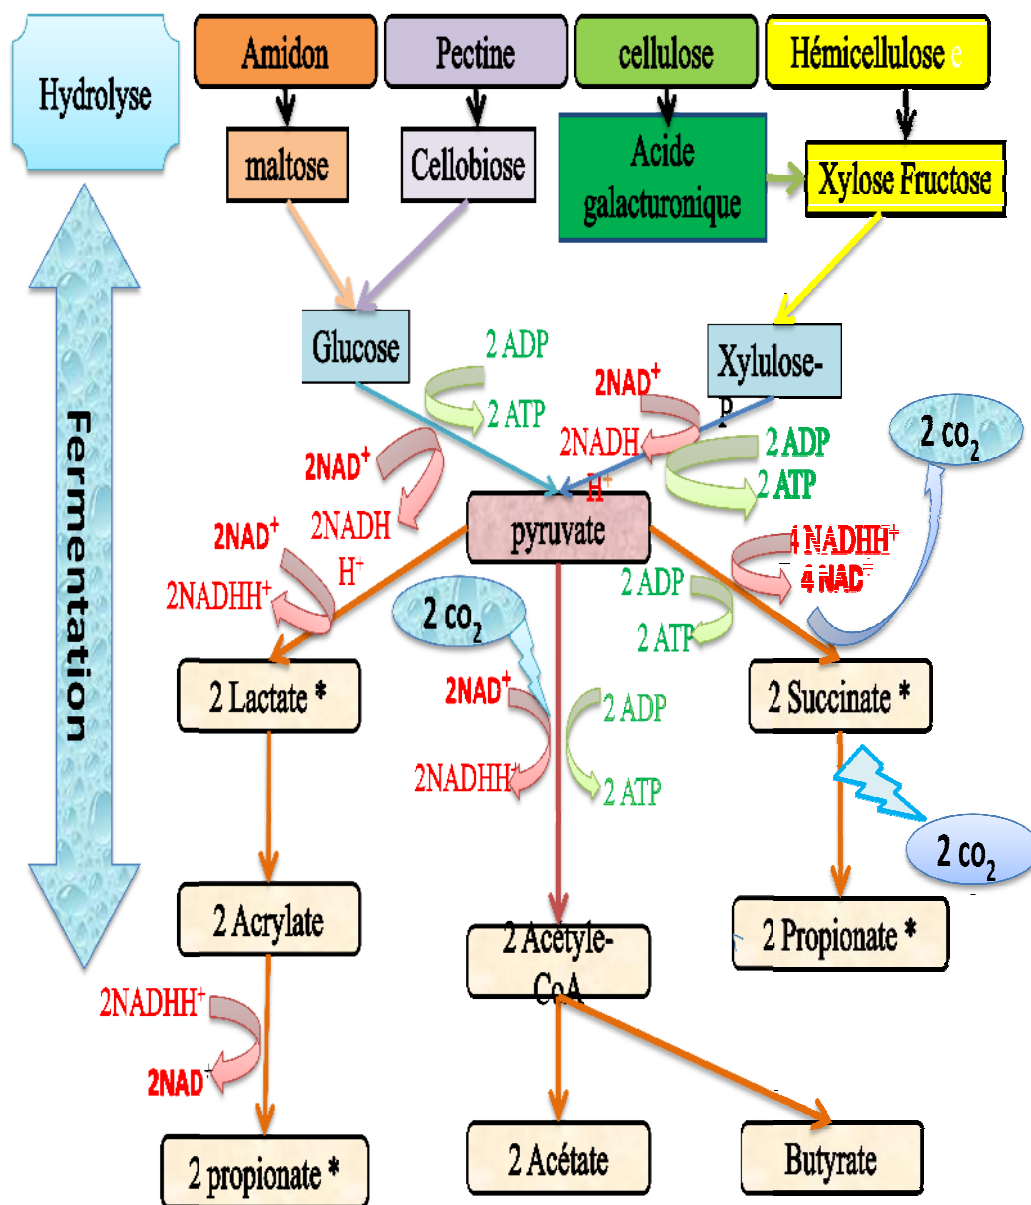 Hydrolyse
Amidon
Pectine
cellulose
Hémicellulose e
maltose
Cellobiose
Acide
galacturonique
Xylose Fructose
Glucose
2 ADP
2 ATP
2NAD⁺
2NADH
H⁺
Xylulose-
P
2NAD⁺
2NADH
H⁺
2 ADP
2 ATP
2 co₂
Fermentation
pyruvate
2NAD⁺
2NADHH⁺
2 co₂
2 ADP
2 ATP
4 NADHH⁺
4 NAD⁺
2 Lactate *
2NAD⁺
2NADHH⁺
2 ADP
2 ATP
2 Succinate *
2 co₂
2 Acrylate
2 Acétyle-
CoA
2 Propionate *
2NADHH⁺
2NAD⁺
2 propionate *
2 Acétate
Butyrate